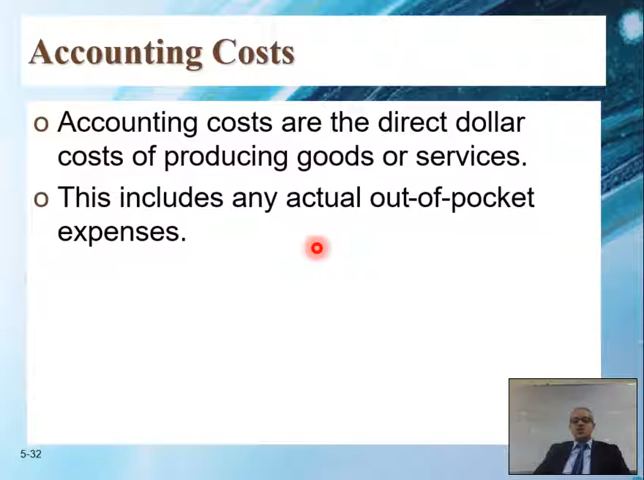 Accounting Costs
o Accounting costs are the direct dollar
costs of producing goods or services.
o This includes any actual out-of-pocket
expenses.
5-32